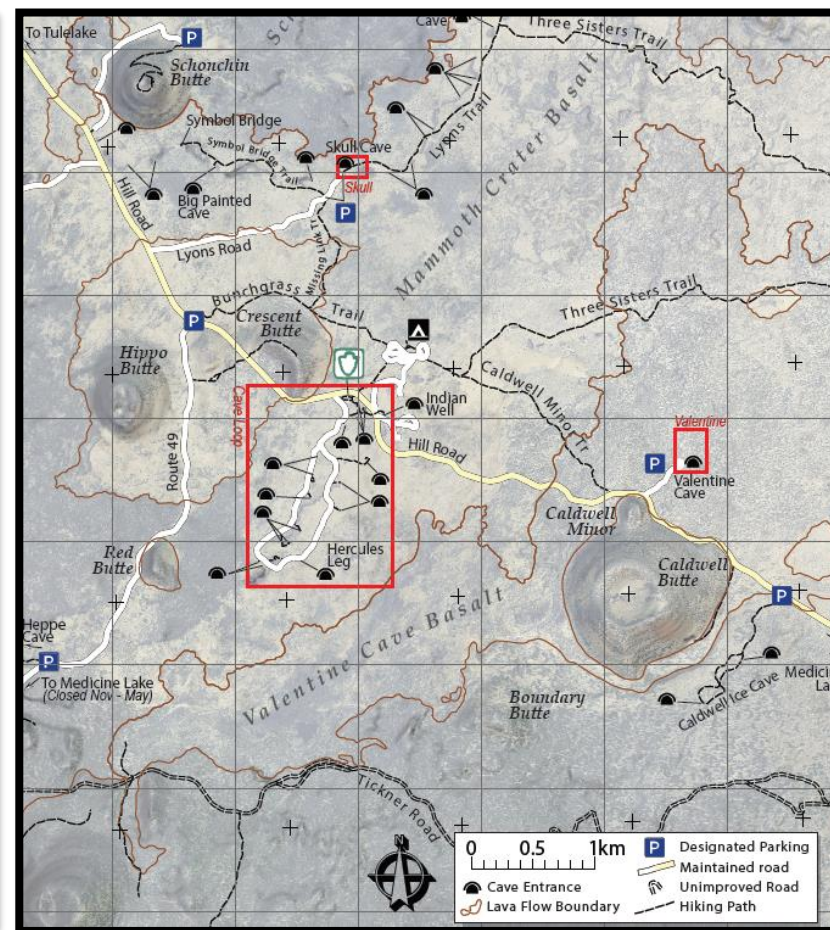 To Tulelake
P
Schonchin
Butte
Sc
Cave
Three Sisters Trail
Symbol Bridge
Symbol Bridge Trail
Skull Cave
Skull
Lyons Trail
Big Painted
Cave
P
Hill Road
Lyons Road
Missing Link Tr
Mammoth Crater Basalt
Bunchgrass
Trail
P
Crescent
Butte
Three Sisters Trail
Hippo
Butte
Caldwell Minor Tr
Cave Loop
Indian
Well
Hill Road
Valentine
P
Valentine
Cave
Route 49
Caldwell
Minor
Red
Butte
Hercules
Leg
Caldwell
Butte
P
Valentine Cave Basalt
Heppe
Cave
P
To Medicine Lake
(Closed Nov - May)
Boundary
Butte
Caldwell Ice Cave
Medicin
La
Tickner Road
N
0 0.5 1km
Cave Entrance
Lava Flow Boundary
P Designated Parking
Maintained road
Unimproved Road
Hiking Path